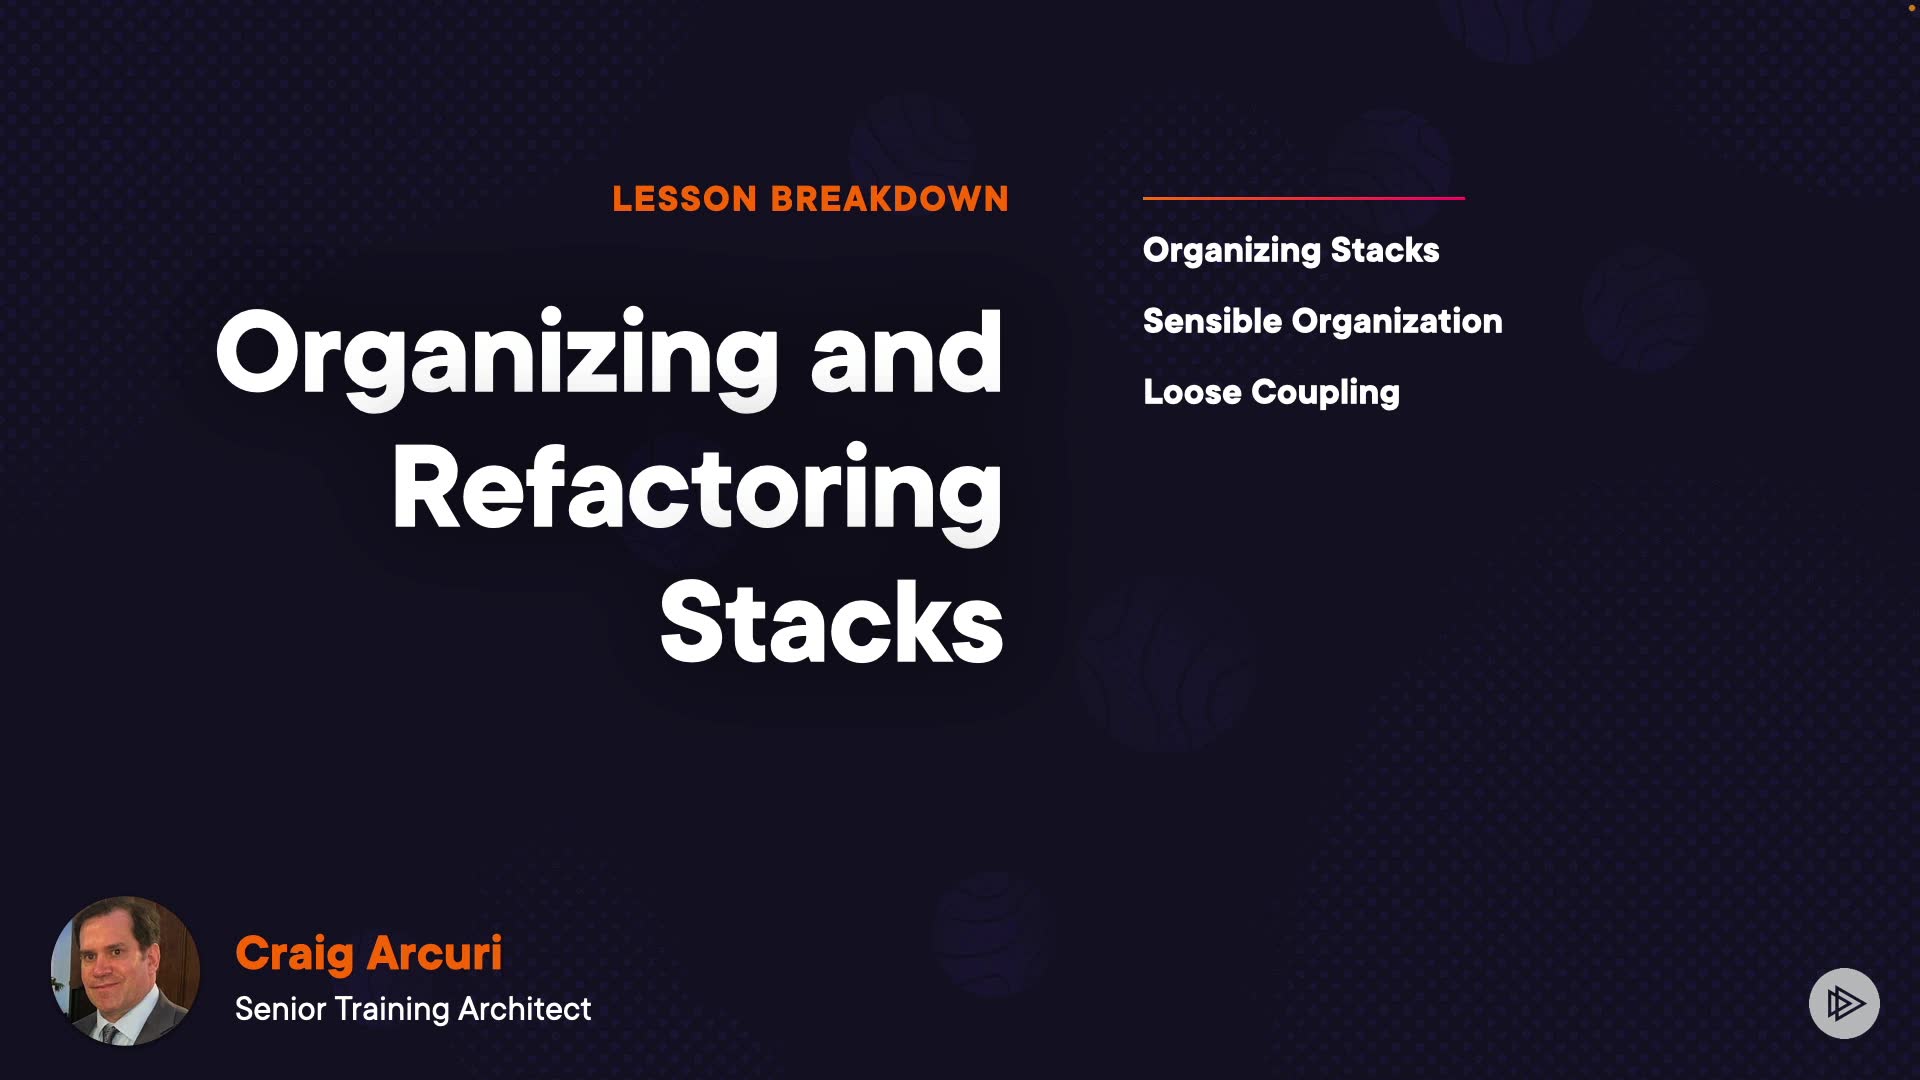 LESSON BREAKDOWN
Organizing and
Refactoring
Stacks
Organizing Stacks
Sensible Organization
Loose Coupling
Craig Arcuri
Senior Training Architect